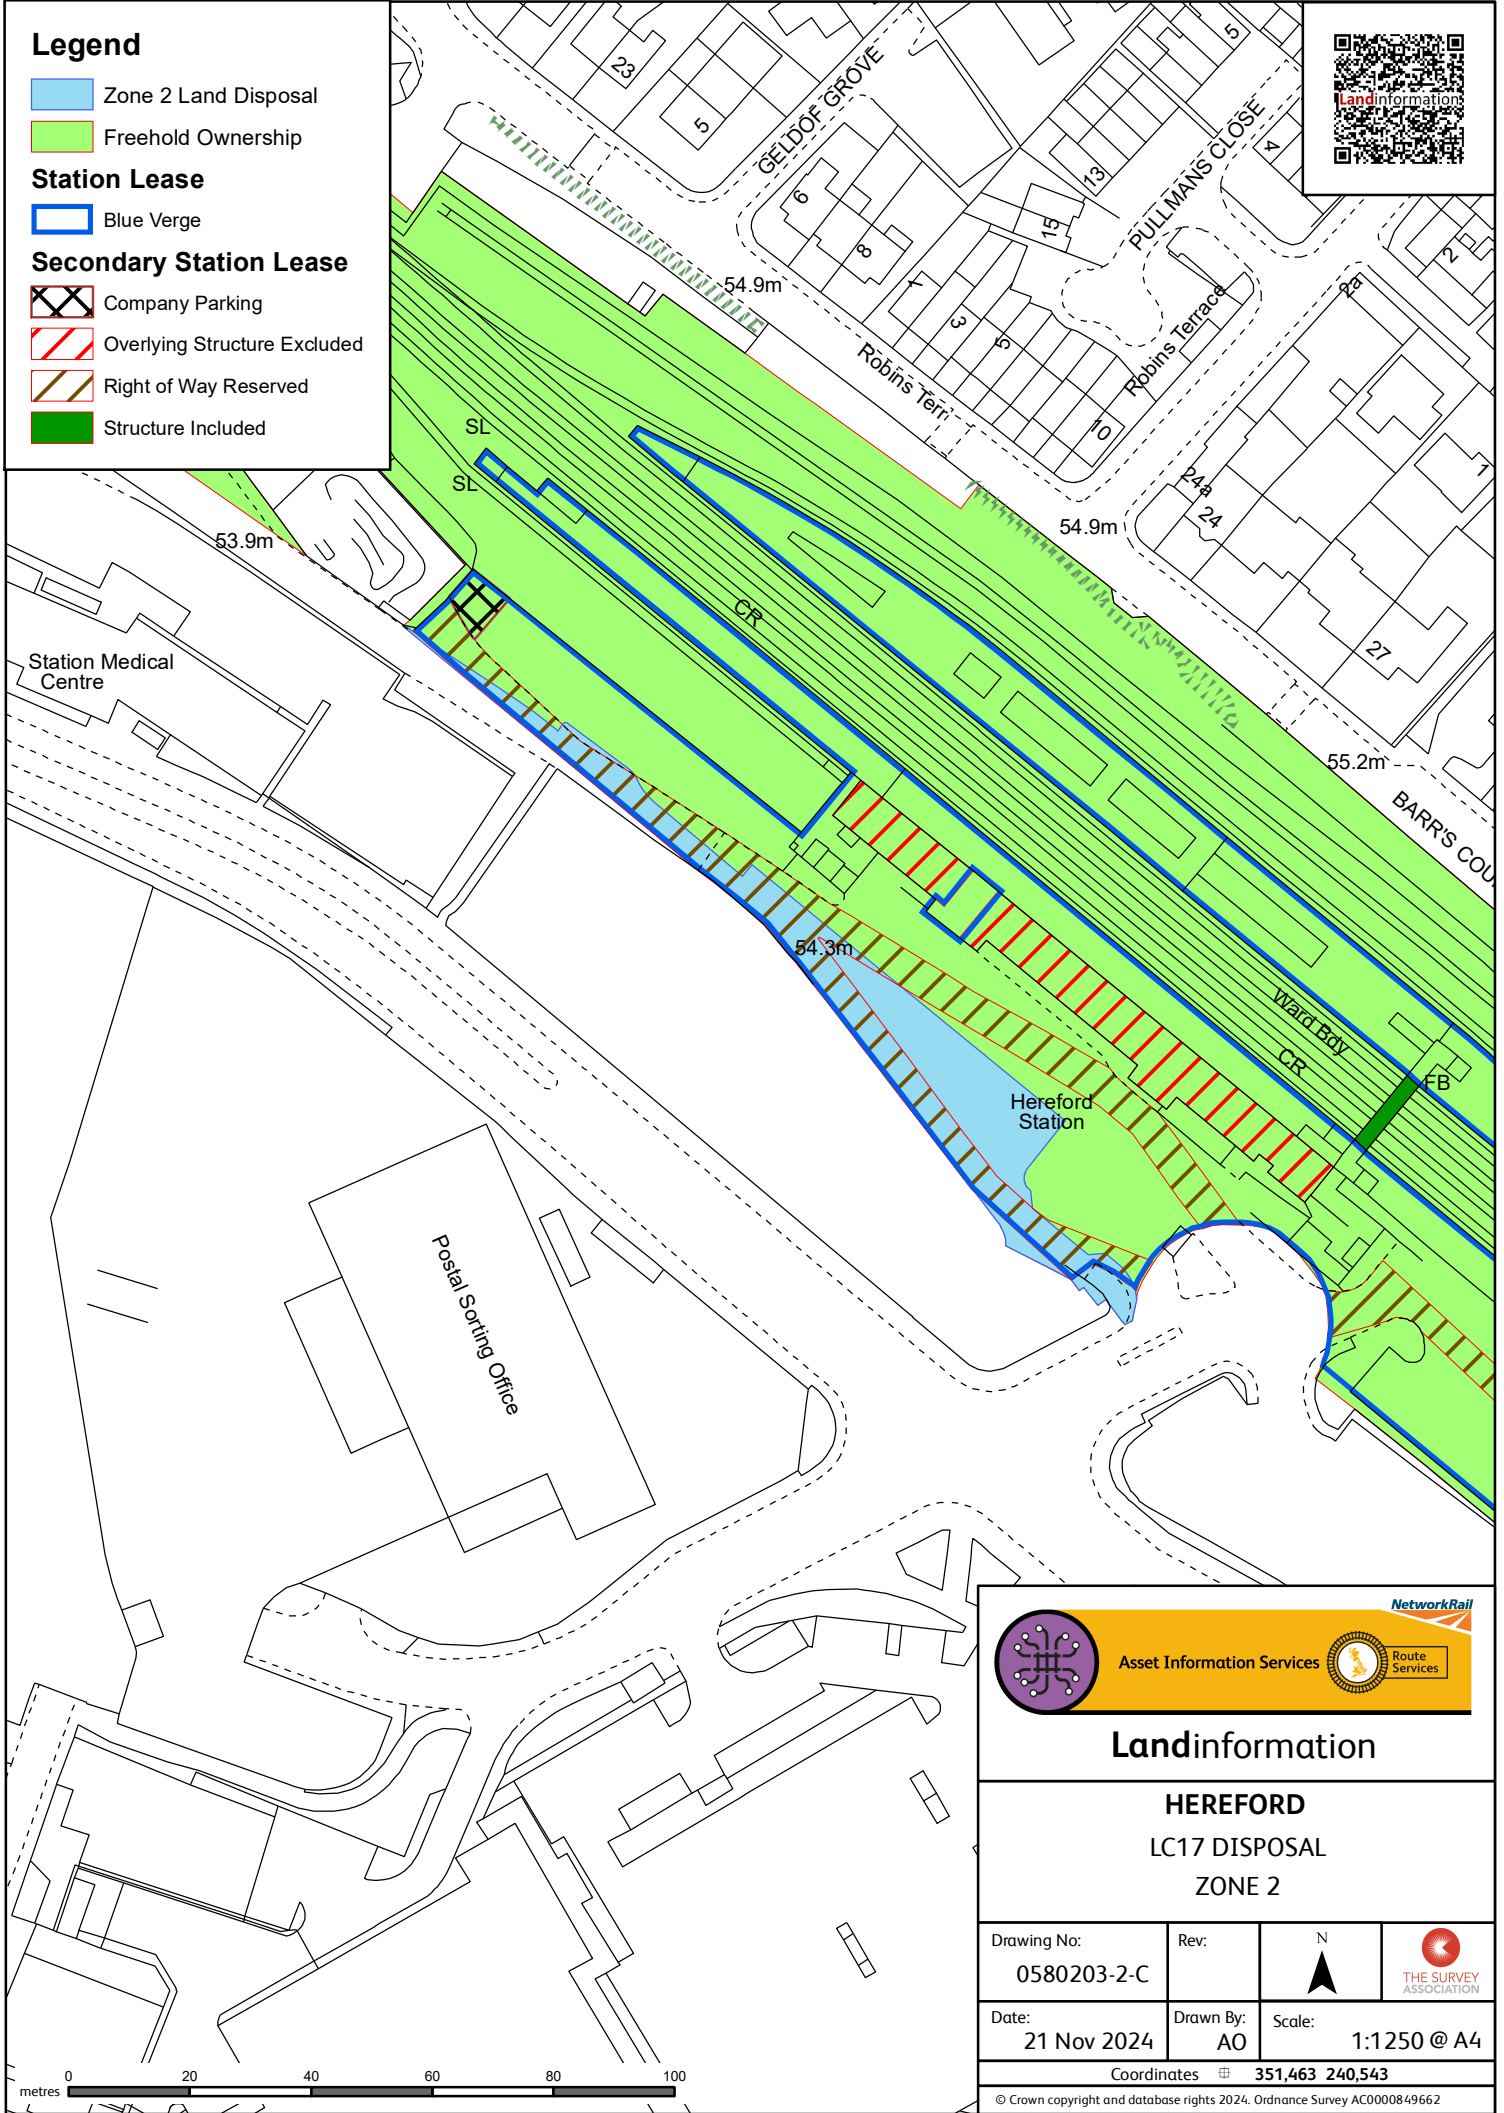 Legend
Zone 2 Land Disposal
Freehold Ownership
Station Lease
Blue Verge
Secondary Station Lease
Company Parking
Overlying Structure Excluded
Right of Way Reserved
Structure Included
Landinformation
23
5
GELDOF GROVE
5
4
PULLMANS CLOSE
13
15
6
8
2
2a
54.9m
1
3
5
Robins Terrace
Robins Terr
10
1
24a
24
54.9m
SL
SL
53.9m
CR
27
Station Medical
Centre
55.2m
BARR'S COU
54.3m
Ward Bdy
CR
FB
Hereford
Station
Postal Sorting Office
NetworkRail
Asset Information Services
Route
Services
Landinformation
HEREFORD
LC17 DISPOSAL
ZONE 2
Drawing No:
0580203-2-C
Rev:
N
THE SURVEY
ASSOCIATION
Date:
21 Nov 2024
Drawn By:
AO
Scale:
1:1250 @ A4
Coordinates 351,463 240,543
© Crown copyright and database rights 2024. Ordnance Survey AC0000849662
metres 0 20 40 60 80 100